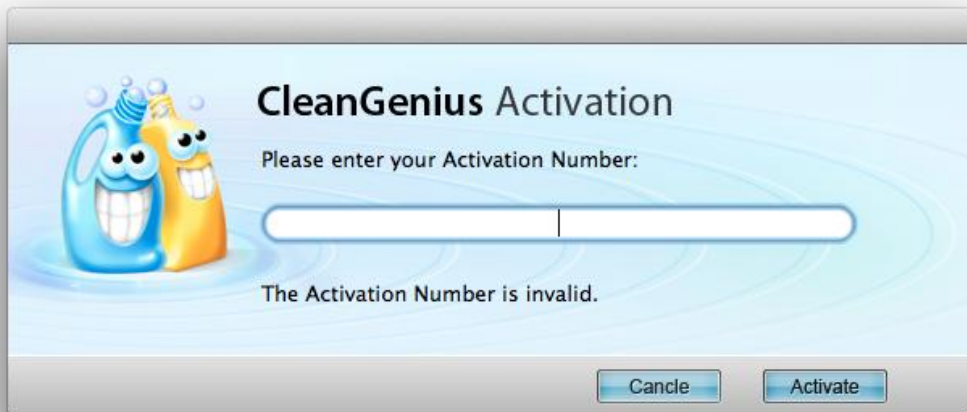 CleanGenius Activation
Please enter your Activation Number:
The Activation Number is invalid.
Cancle Activate